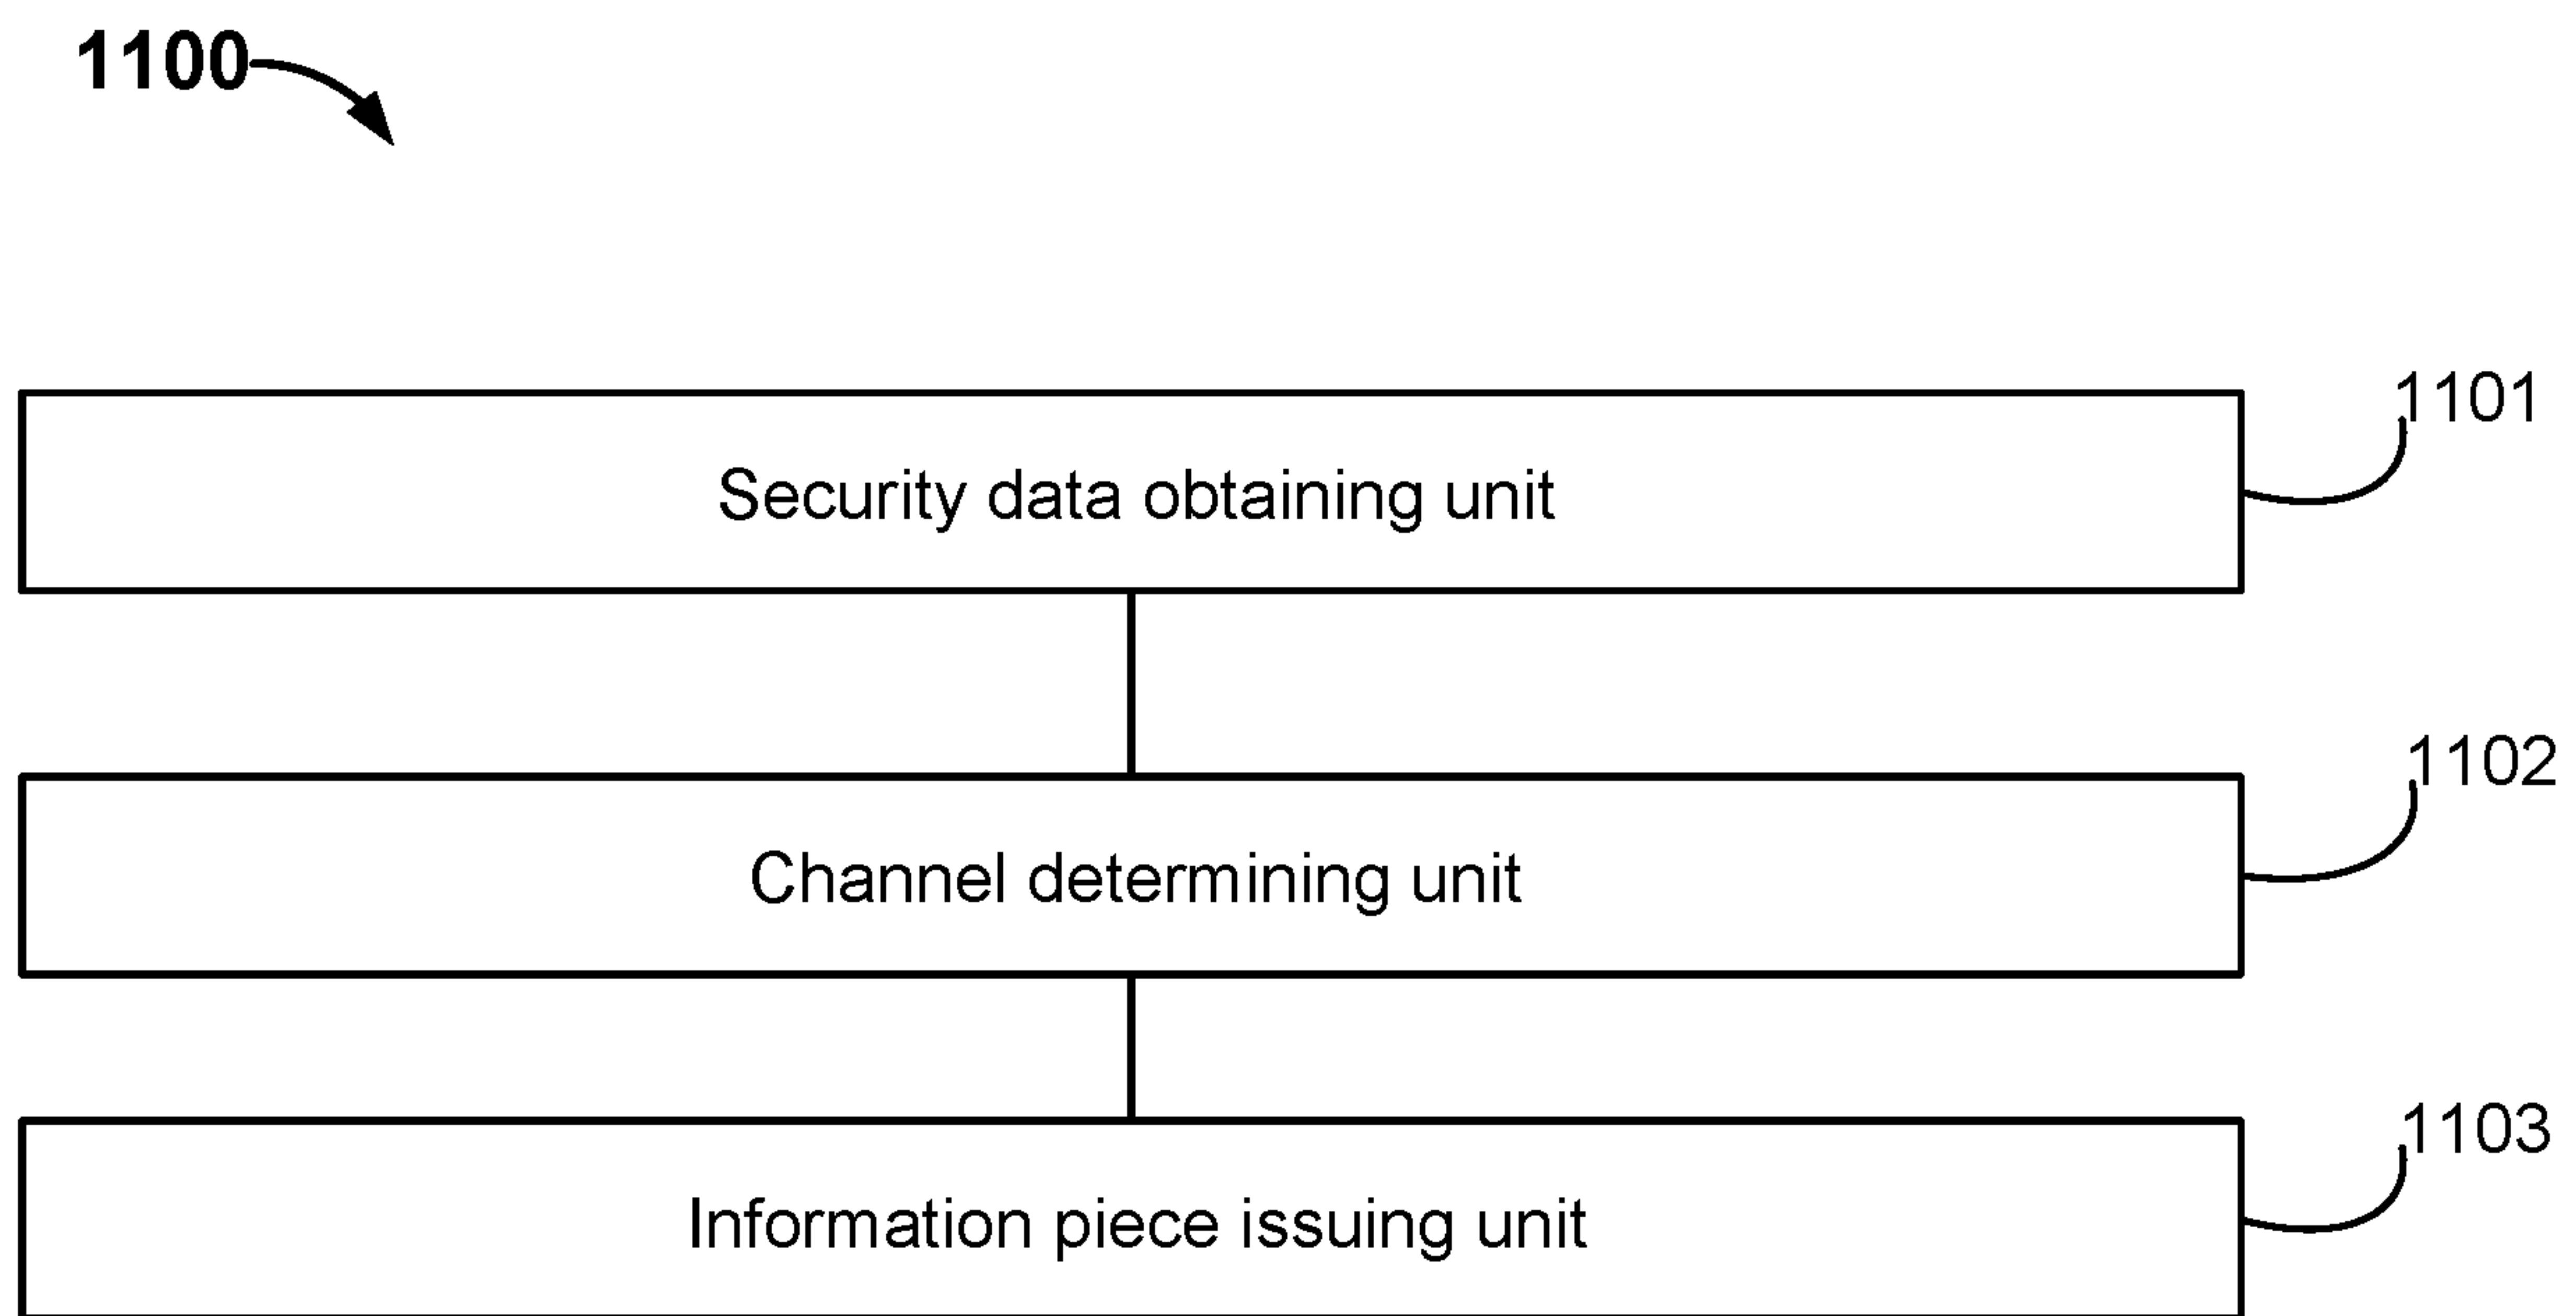 1100
1101
Security data obtaining unit
1102
Channel determining unit
1103
Information piece issuing unit